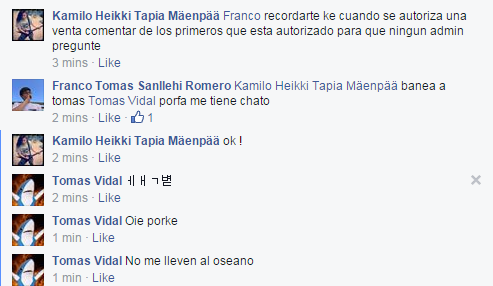 Kamilo Heikki Tapia Mäenpää Franco recordarte ke cuando se autoriza una
venta comentar de los primeros que esta autorizado para que ningun admin
pregunte
3 mins · Like
Franco Tomas Sanllehi Romero Kamilo Heikki Tapia Mäenpää banea a
tomas Tomas Vidal porfa me tiene chato
2 mins · Like · 1
Kamilo Heikki Tapia Mäenpää ok !
2 mins · Like
Tomas Vidal ㅔㅐㄱ볕
2 mins · Like
Tomas Vidal Oie porke
1 min · Like
Tomas Vidal No me lleven al oseano
1 min · Like